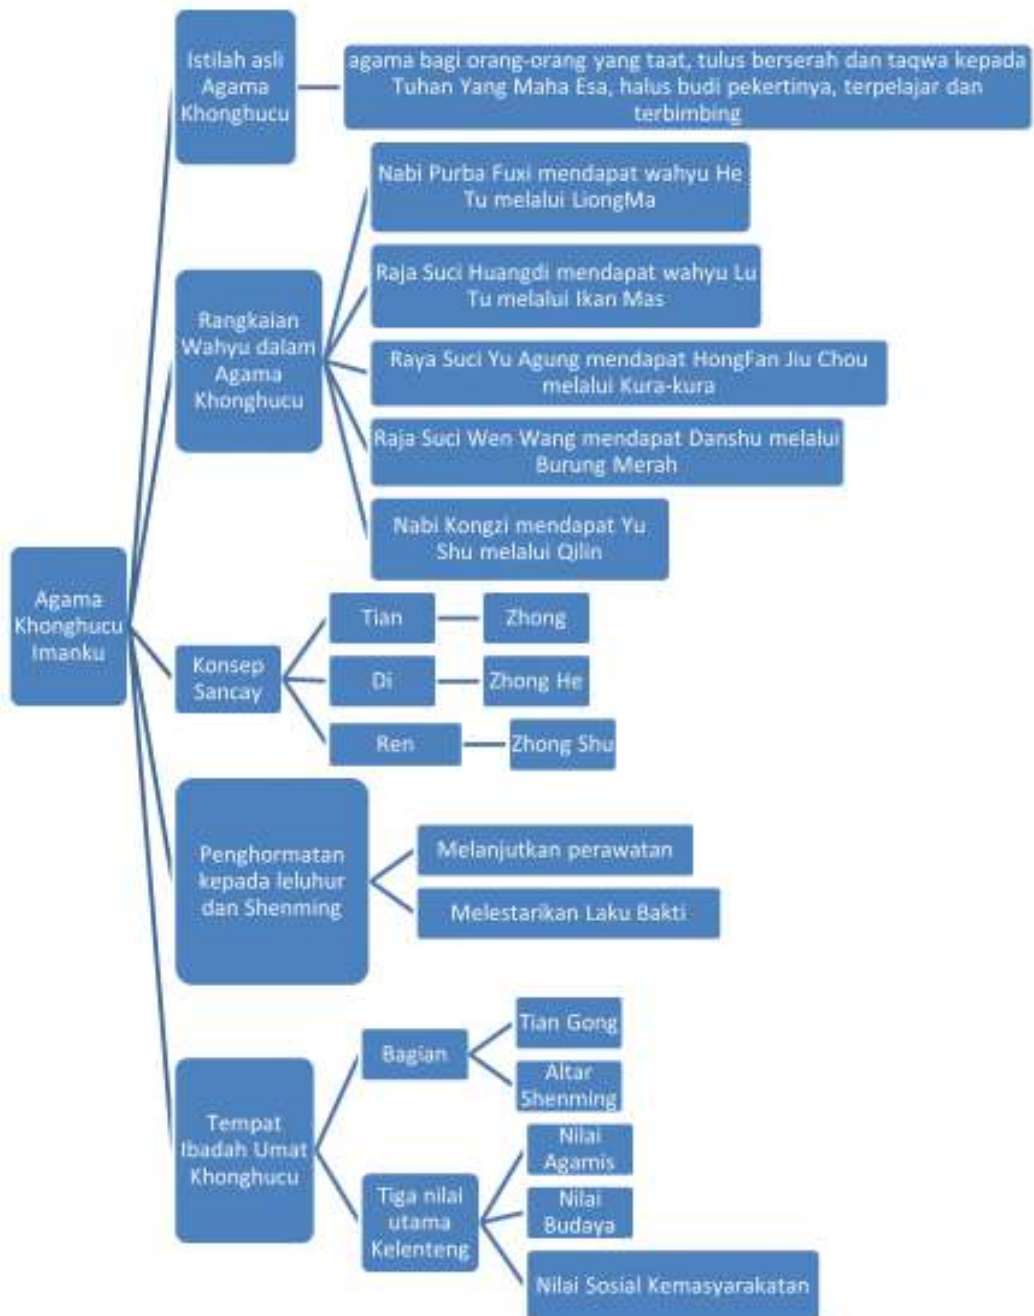 Istilah asli
Agama
Khonghucu
agama bagi orang-orang yang taat, tulus berserah dan taqwa kepada
Tuhan Yang Maha Esa, halus budi pekertinya, terpelajar dan
terbimbing
Nabi Purba Fuxi mendapat wahyu He
Tu melalui LiongMa
Raja Suci Huangdi mendapat wahyu Lu
Tu melalui Ikan Mas
Rangkaian
Wahyu dalam
Agama
Khonghucu
Raya Suci Yu Agung mendapat HongFan Jiu Chou
melalui Kura-kura
Raja Suci Wen Wang mendapat Danshu melalui
Burung Merah
Nabi Kongzi mendapat Yu
Shu melalui Qilin
Agama
Khonghucu
Imanku
Konsep
Sancay
Tian
Zhong
Di
Zhong He
Ren
Zhong Shu
Penghormatan
kepada leluhur
dan Shenming
Melanjutkan perawatan
Melestarikan Laku Bakti
Tempat
Ibadah Umat
Khonghucu
Bagian
Tian Gong
Altar
Shenming
Tiga nilai
utama
Kelenteng
Nilai
Agamis
Nilai
Budaya
Nilai Sosial Kemasyarakatan